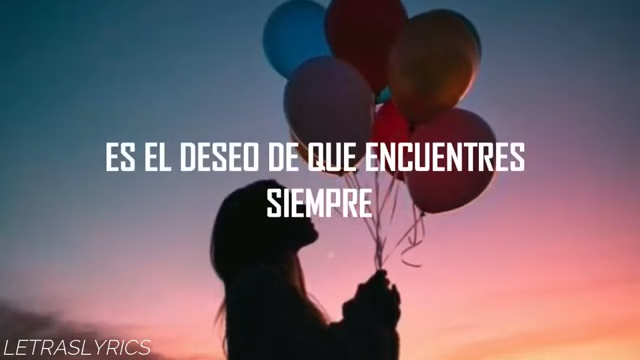 ES EL DESEO DE QUE ENCUENTRES
SIEMPRE
LETRASLYRICS